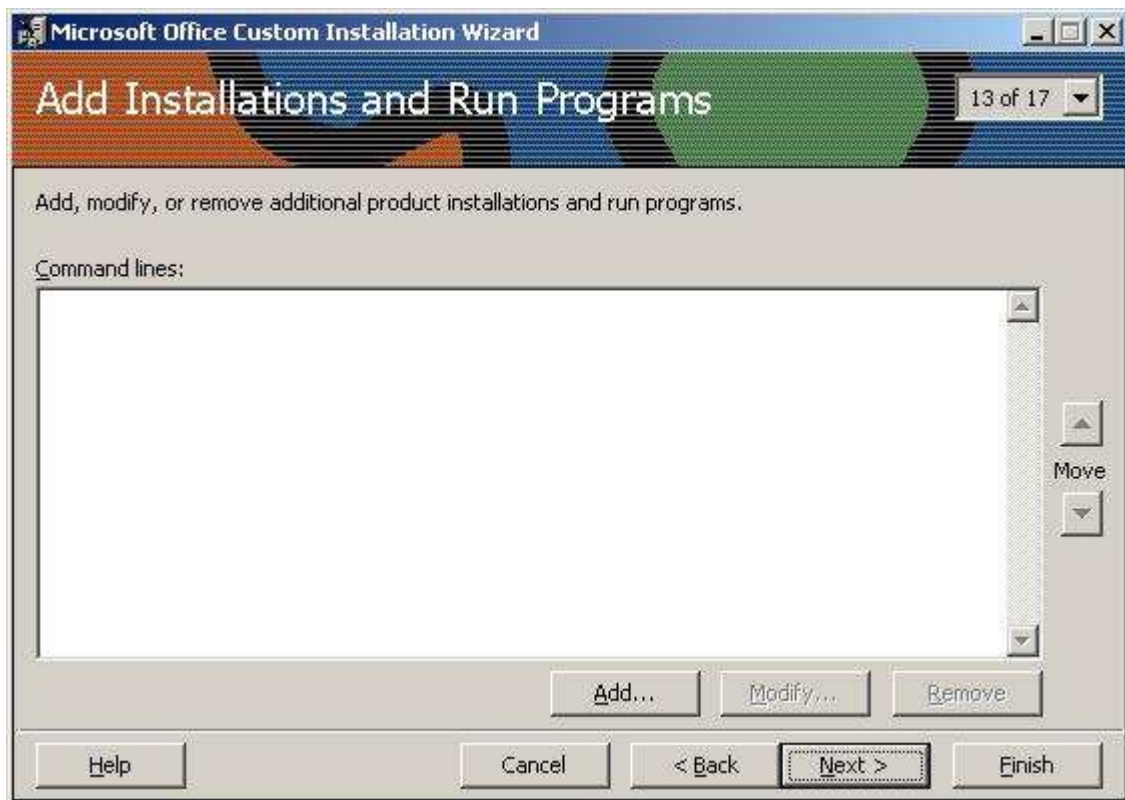 Microsoft Office Custom Installation Wizard
Add Installations and Run Programs
13 of 17
Add, modify, or remove additional product installations and run programs.
Command lines:
Move
Add... Modify... Remove
Help Cancel < Back Next > Finish